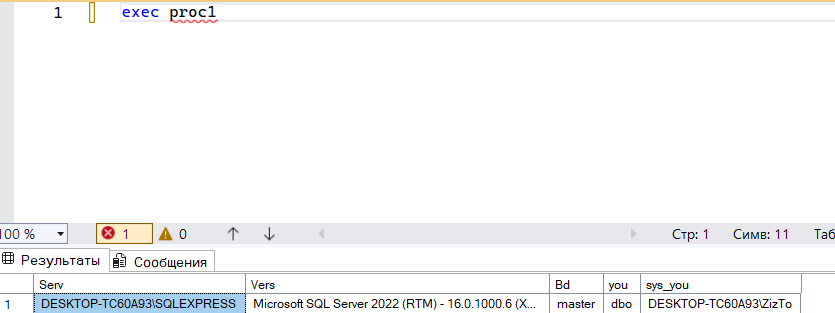 1 exec proc1
100 % 1 0 Стр: 1 Симв: 11 Таб
Результаты Сообщения
Serv Vers Bd you sys_you
1 DESKTOP-TC60A93\SQLEXPRESS Microsoft SQL Server 2022 (RTM) - 16.0.1000.6 (X... master dbo DESKTOP-TC60A93\ZizTo